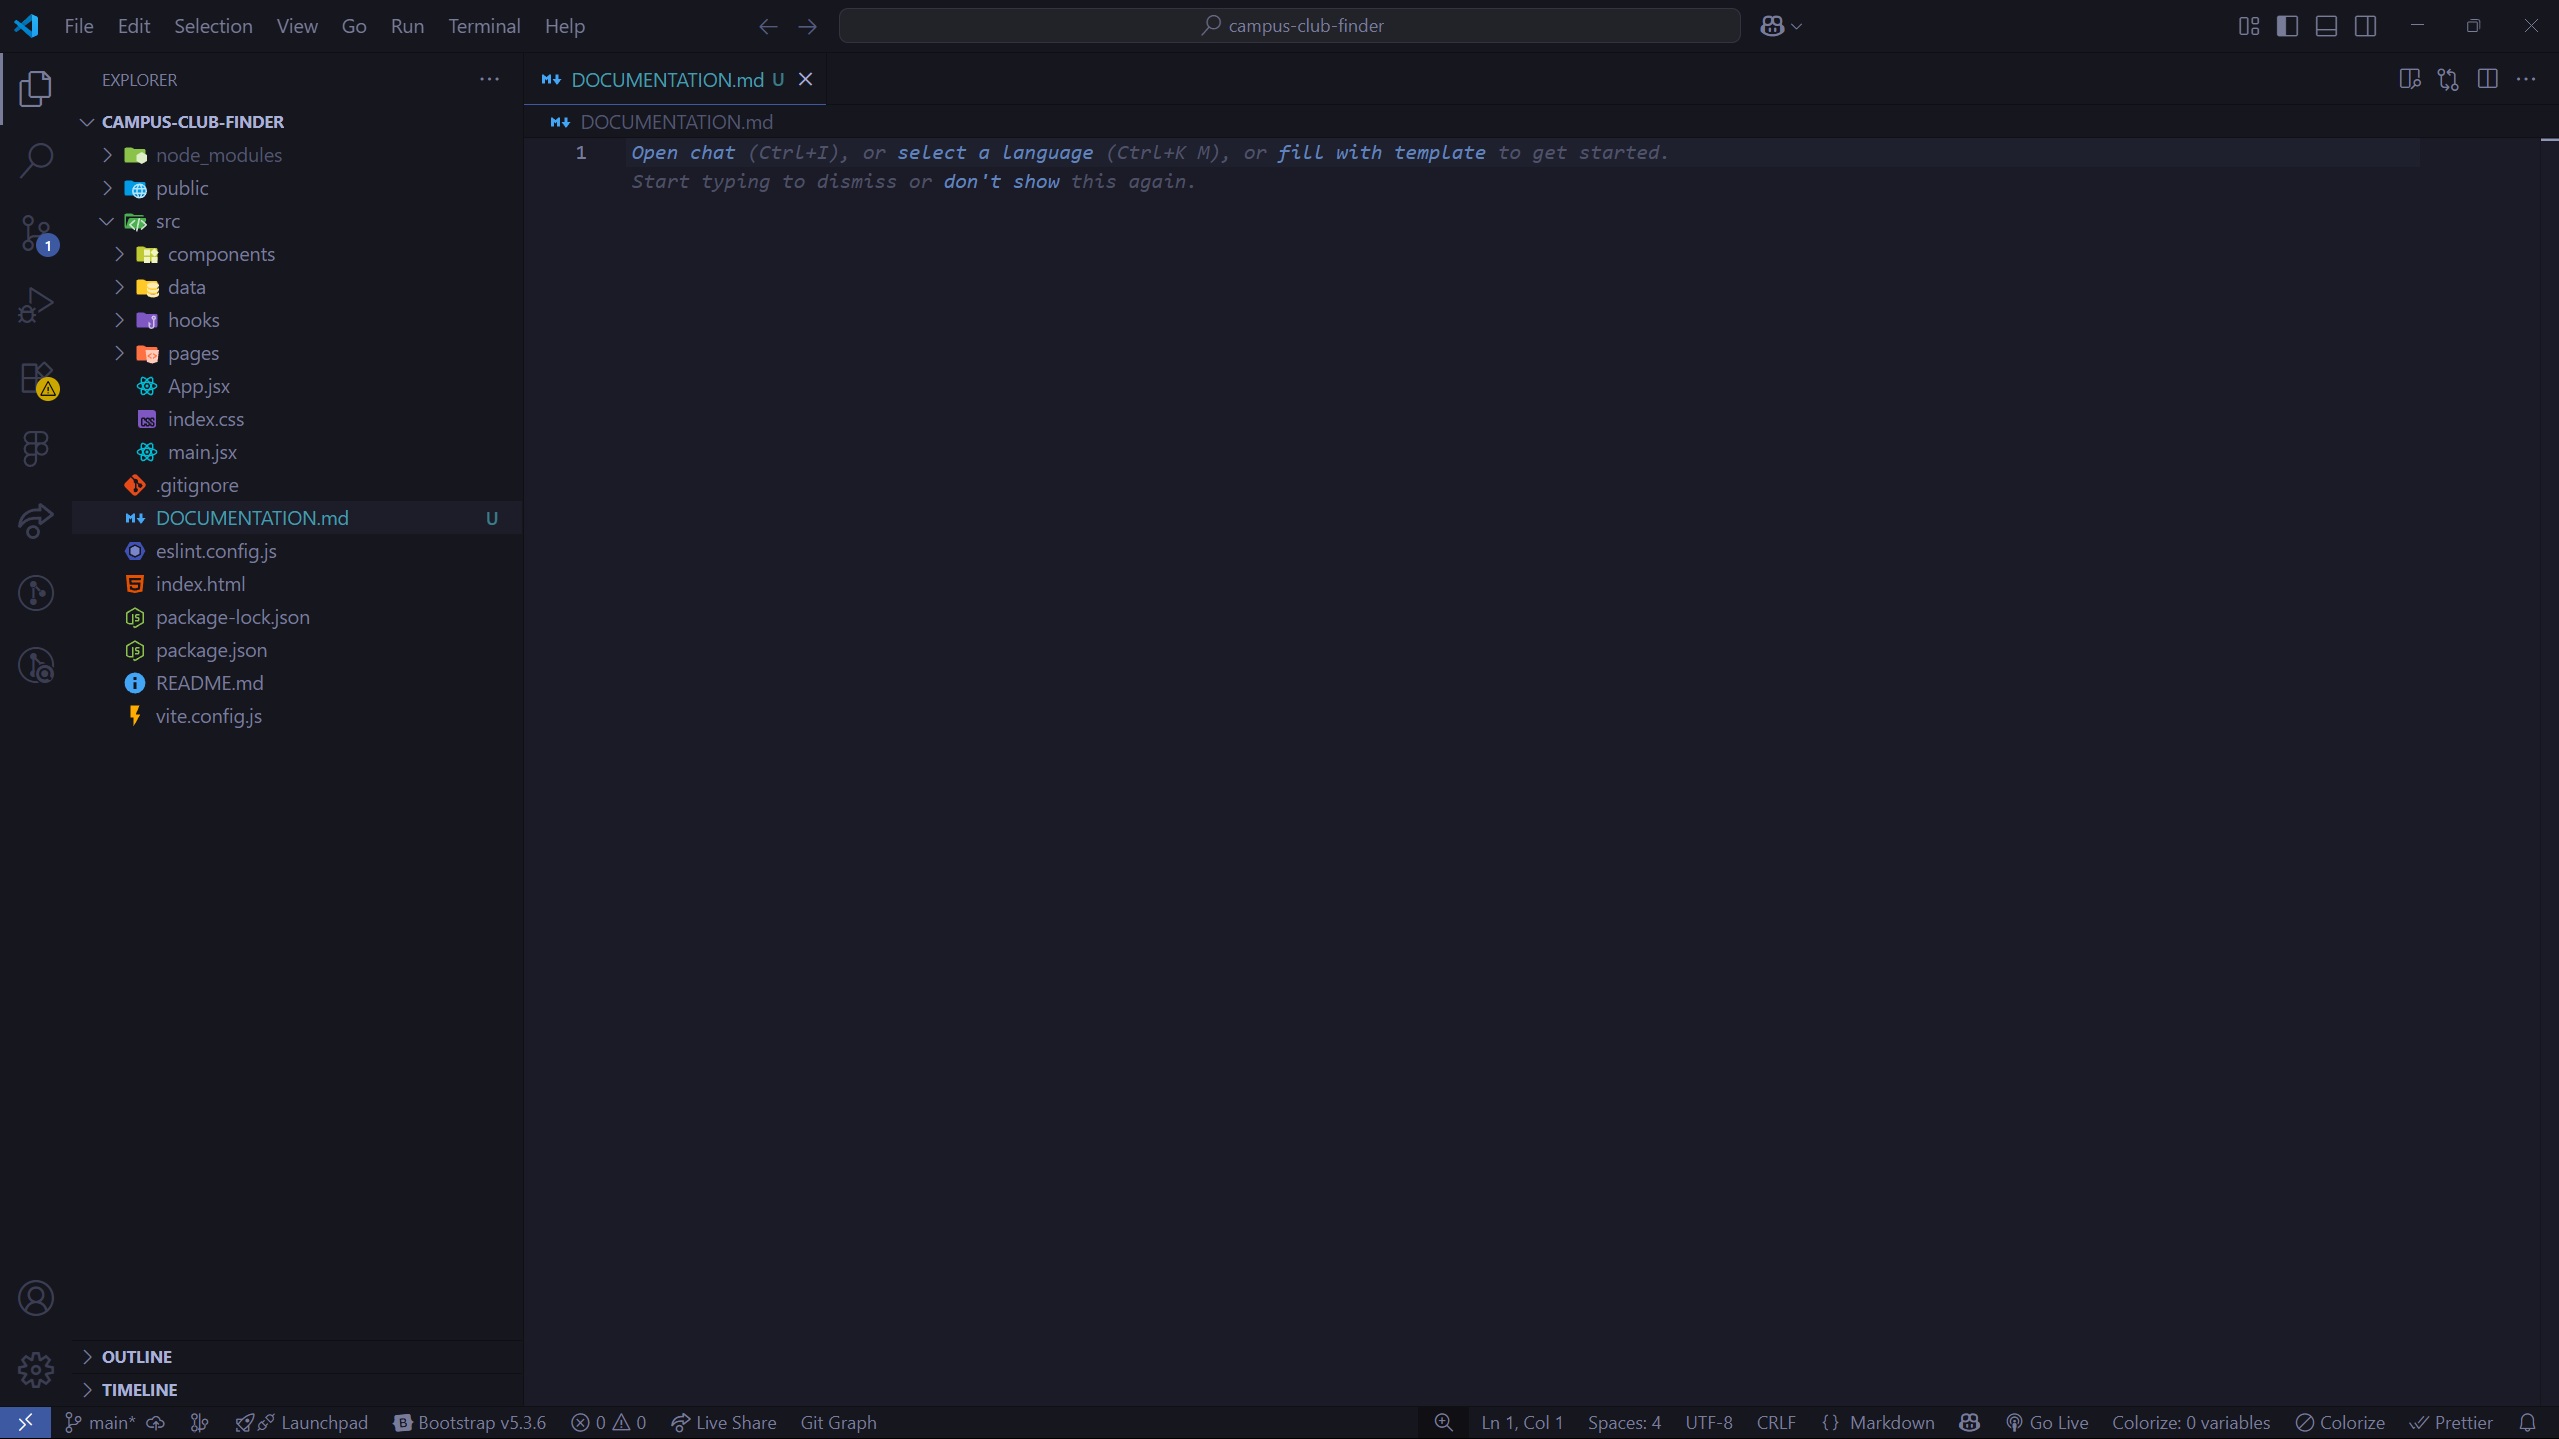 File Edit Selection View Go Run Terminal Help
campus-club-finder
EXPLORER
CAMPUS-CLUB-FINDER
node_modules
public
src
components
data
hooks
pages
App.jsx
index.css
main.jsx
.gitignore
DOCUMENTATION.md U
eslint.config.js
index.html
package-lock.json
package.json
README.md
vite.config.js
OUTLINE
TIMELINE
1
DOCUMENTATION.md U
DOCUMENTATION.md
1 Open chat (Ctrl+I), or select a language (Ctrl+K M), or fill with template to get started.
Start typing to dismiss or don't show this again.
main* Launchpad Bootstrap v5.3.6 0 0 Live Share Git Graph Ln 1, Col 1 Spaces: 4 UTF-8 CRLF {} Markdown Go Live Colorize: 0 variables Colorize Prettier